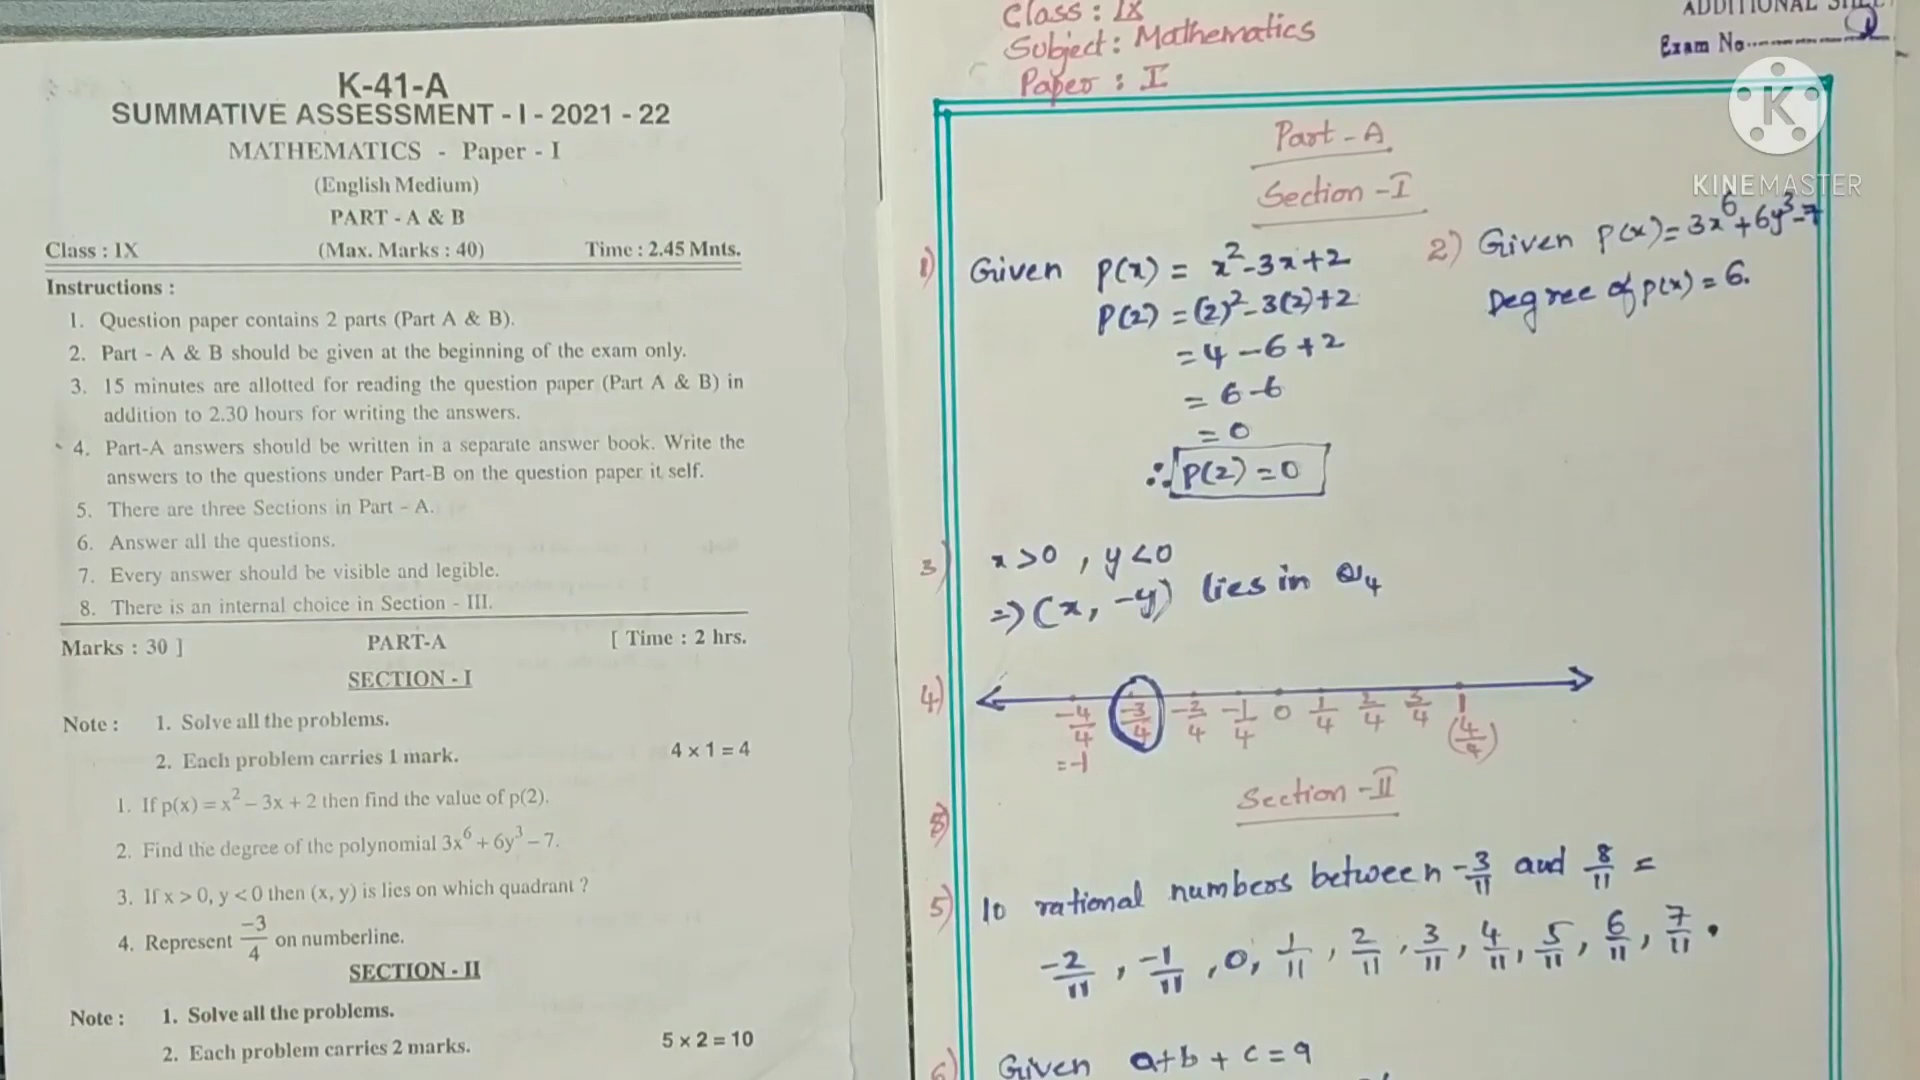 K-41-A
SUMMATIVE ASSESSMENT - I - 2021 - 22
MATHEMATICS - Paper - I
(English Medium)
PART - A & B
Class : IX (Max. Marks : 40) Time : 2.45 Mnts.
Instructions :
1. Question paper contains 2 parts (Part A & B).
2. Part - A & B should be given at the beginning of the exam only.
3. 15 minutes are allotted for reading the question paper (Part A & B) in
addition to 2.30 hours for writing the answers.
4. Part-A answers should be written in a separate answer book. Write the
answers to the questions under Part-B on the question paper it self.
5. There are three Sections in Part - A.
6. Answer all the questions.
7. Every answer should be visible and legible.
8. There is an internal choice in Section - III.
Marks : 30 ] PART-A [ Time : 2 hrs.
SECTION - I
Note : 1. Solve all the problems.
2. Each problem carries 1 mark. 4 × 1 = 4
1. If p(x) = x² – 3x + 2 then find the value of p(2).
2. Find the degree of the polynomial 3x⁶ + 6y³ – 7.
3. If x > 0, y < 0 then (x, y) is lies on which quadrant ?
4. Represent -3/4 on numberline.
SECTION - II
Note : 1. Solve all the problems.
2. Each problem carries 2 marks. 5 × 2 = 10
Class : IX
Subject : Mathematics
Paper : I
ADDITIONAL
Exam No
K
KINEMASTER
Part - A
Section - I
1) Given P(x) = x²-3x+2
P(2) = (2)²-3(2)+2
= 4-6+2
= 6-6
= 0
∴ P(2) = 0
2) Given P(x) = 3x⁶+6y³-7
Degree of P(x) = 6.
3) x>0 , y<0
⇒ (x, -y) lies in Q₄
4) -4/4 -3/4 -2/4 -1/4 0 1/4 2/4 3/4 1
=-1 (4/4)
Section - II
5) 10 rational numbers between -3/11 and 8/11 =
-2/11 , -1/11 , 0, 1/11 , 2/11 , 3/11 , 4/11 , 5/11 , 6/11 , 7/11 .
6) Given a+b+c=9